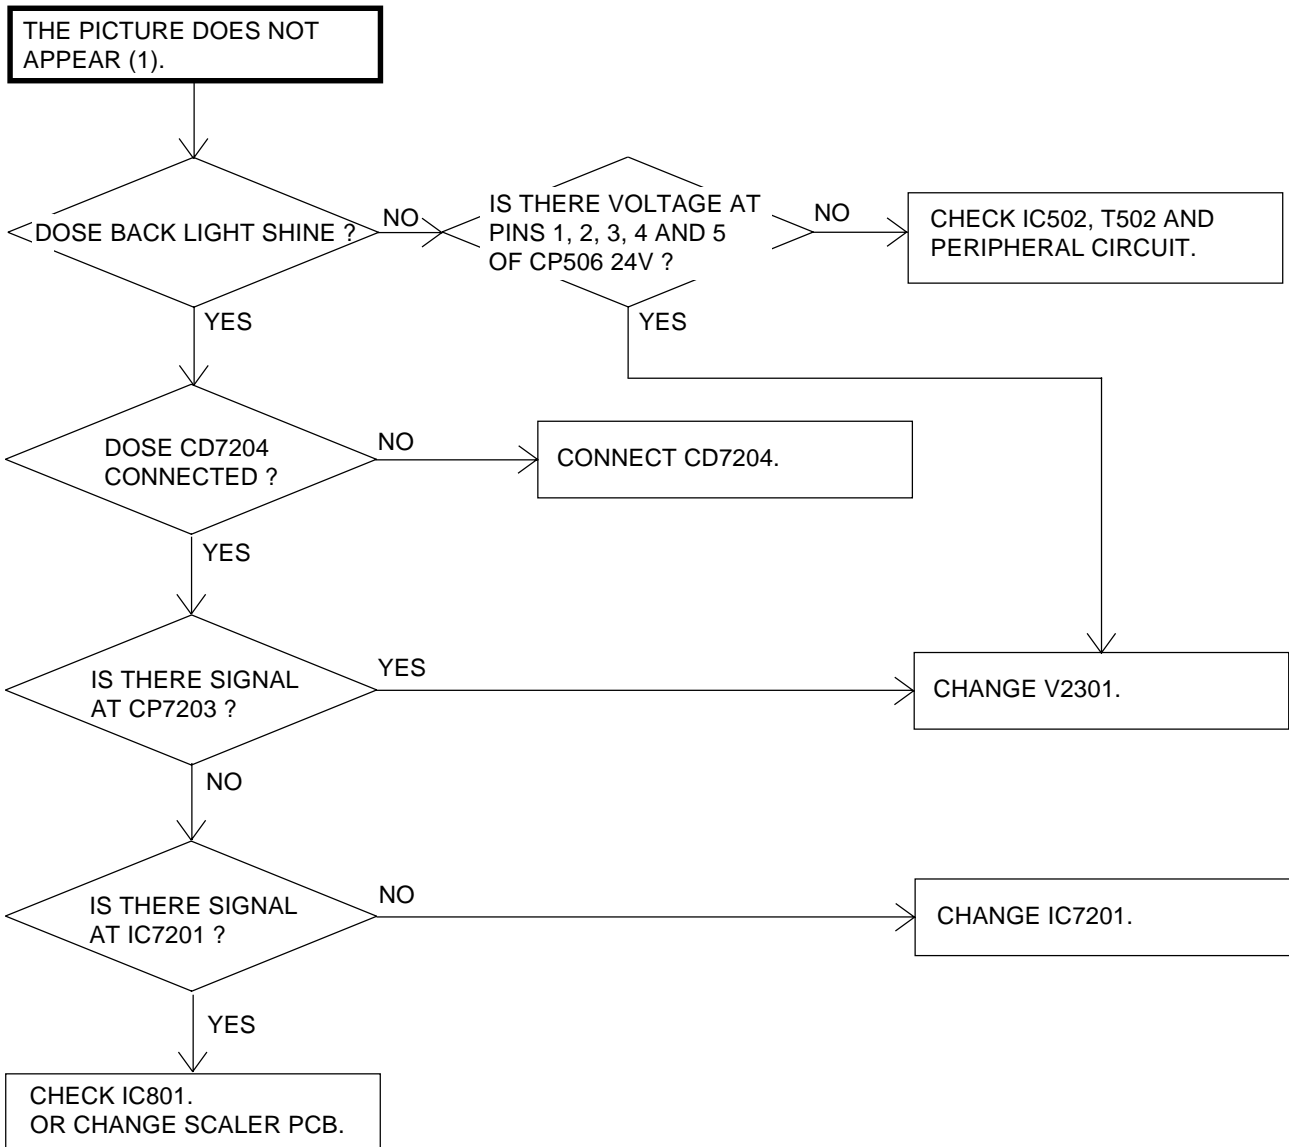 THE PICTURE DOES NOT
APPEAR (1).
DOSE BACK LIGHT SHINE ?
NO
IS THERE VOLTAGE AT
PINS 1, 2, 3, 4 AND 5
OF CP506 24V ?
NO
CHECK IC502, T502 AND
PERIPHERAL CIRCUIT.
YES
YES
DOSE CD7204
CONNECTED ?
NO
CONNECT CD7204.
YES
IS THERE SIGNAL
AT CP7203 ?
YES
CHANGE V2301.
NO
IS THERE SIGNAL
AT IC7201 ?
NO
CHANGE IC7201.
YES
CHECK IC801.
OR CHANGE SCALER PCB.